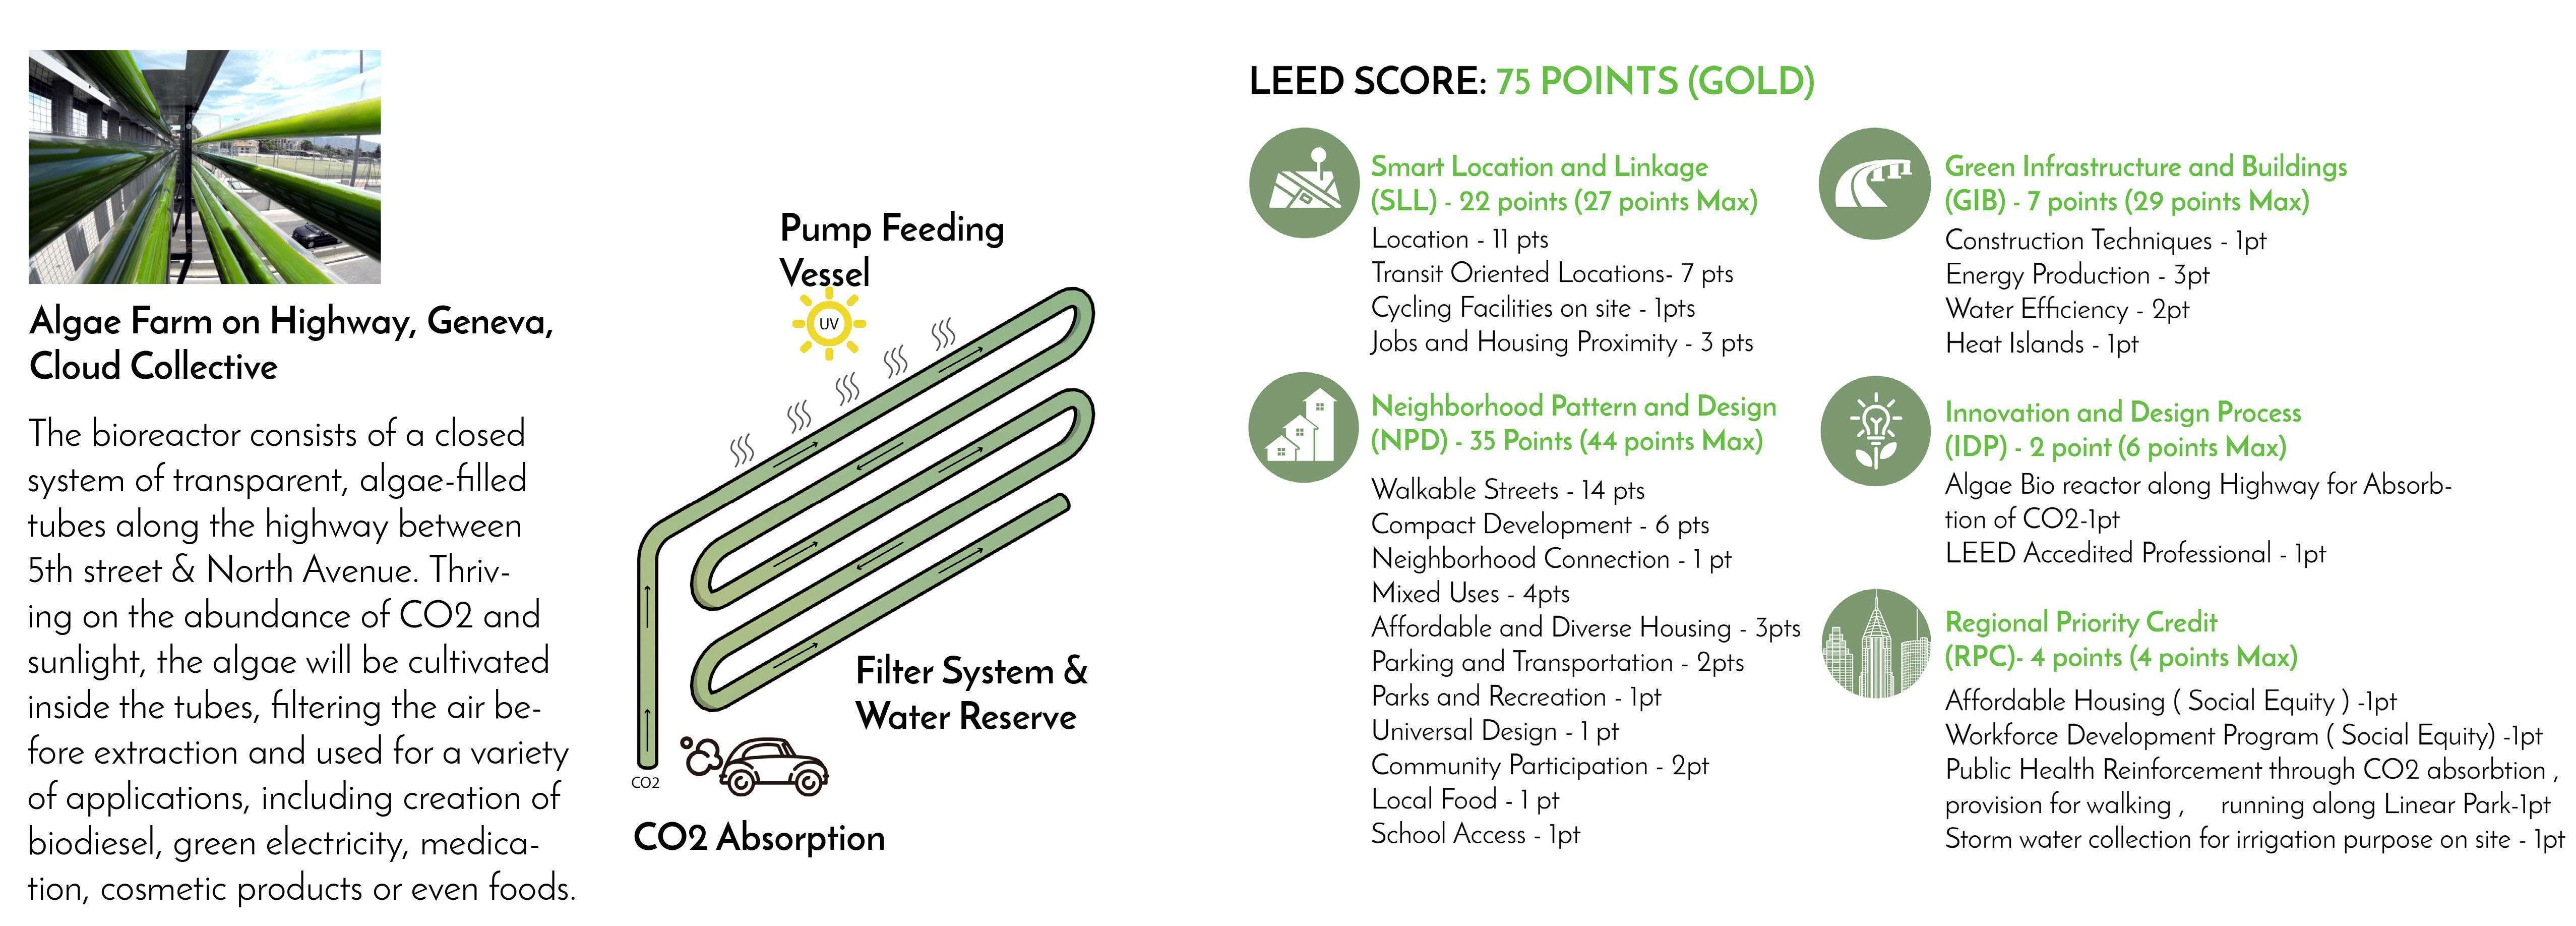 Algae Farm on Highway, Geneva,
Cloud Collective
The bioreactor consists of a closed
system of transparent, algae-filled
tubes along the highway between
5th street & North Avenue. Thriv-
ing on the abundance of CO2 and
sunlight, the algae will be cultivated
inside the tubes, filtering the air be-
fore extraction and used for a variety
of applications, including creation of
biodiesel, green electricity, medica-
tion, cosmetic products or even foods.
Pump Feeding
Vessel
UV
Filter System &
Water Reserve
CO2
CO2 Absorption
LEED SCORE: 75 POINTS (GOLD)
Smart Location and Linkage
(SLL) - 22 points (27 points Max)
Location - 11 pts
Transit Oriented Locations- 7 pts
Cycling Facilities on site - 1pts
Jobs and Housing Proximity - 3 pts
Neighborhood Pattern and Design
(NPD) - 35 Points (44 points Max)
Walkable Streets - 14 pts
Compact Development - 6 pts
Neighborhood Connection - 1 pt
Mixed Uses - 4pts
Affordable and Diverse Housing - 3pts
Parking and Transportation - 2pts
Parks and Recreation - 1pt
Universal Design - 1 pt
Community Participation - 2pt
Local Food - 1 pt
School Access - 1pt
Green Infrastructure and Buildings
(GIB) - 7 points (29 points Max)
Construction Techniques - 1pt
Energy Production - 3pt
Water Efficiency - 2pt
Heat Islands - 1pt
Innovation and Design Process
(IDP) - 2 point (6 points Max)
Algae Bio reactor along Highway for Absorb-
tion of CO2-1pt
LEED Accedited Professional - 1pt
Regional Priority Credit
(RPC)- 4 points (4 points Max)
Affordable Housing ( Social Equity ) -1pt
Workforce Development Program ( Social Equity) -1pt
Public Health Reinforcement through CO2 absorbtion ,
provision for walking , running along Linear Park-1pt
Storm water collection for irrigation purpose on site - 1pt